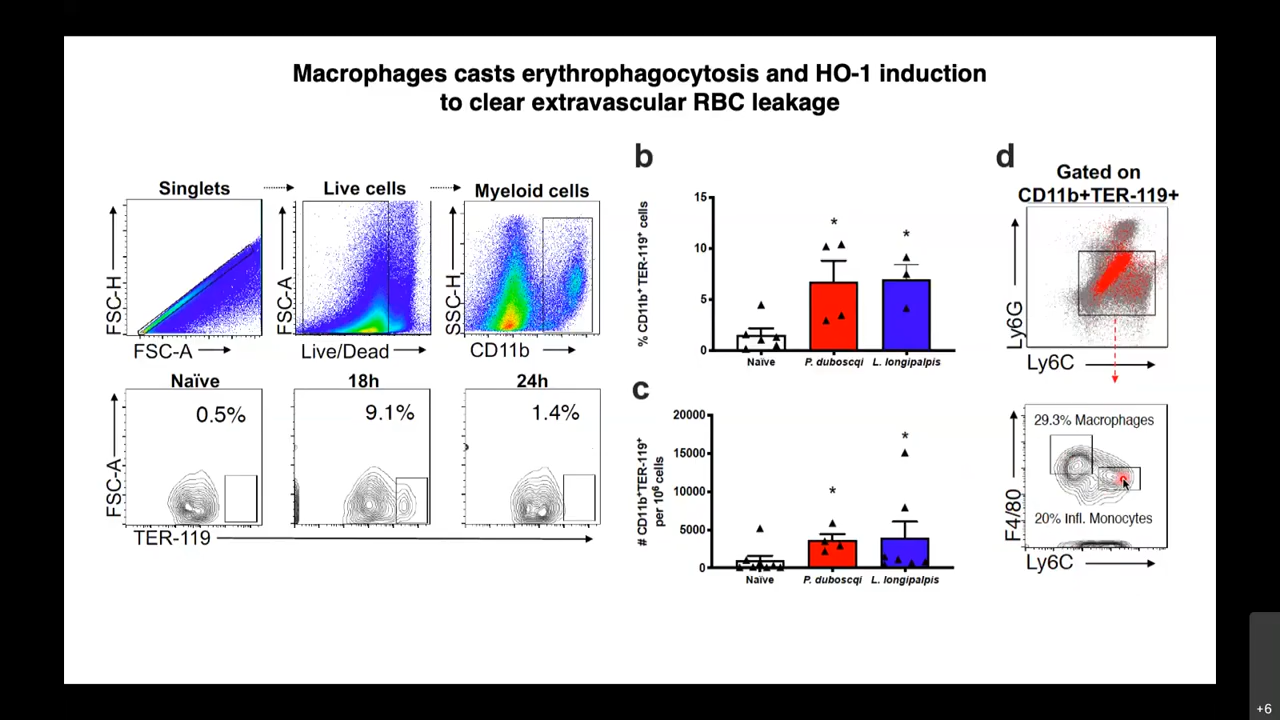 Macrophages casts erythrophagocytosis and HO-1 induction
to clear extravascular RBC leakage
Singlets
Live cells
Myeloid cells
FSC-H
FSC-A
FSC-A
Live/Dead
SSC-H
CD11b
Naïve
18h
24h
0.5%
9.1%
1.4%
FSC-A
TER-119
b
% CD11b+TER-119+ cells
15
10
5
0
*
*
Naïve
P. duboscqi
L. longipalpis
c
# CD11b+TER-119+
per 10⁶ cells
20000
15000
10000
5000
0
*
*
Naïve
P. duboscqi
L. longipalpis
d
Gated on
CD11b+TER-119+
Ly6G
Ly6C
29.3% Macrophages
20% Infl. Monocytes
F4/80
Ly6C
+6